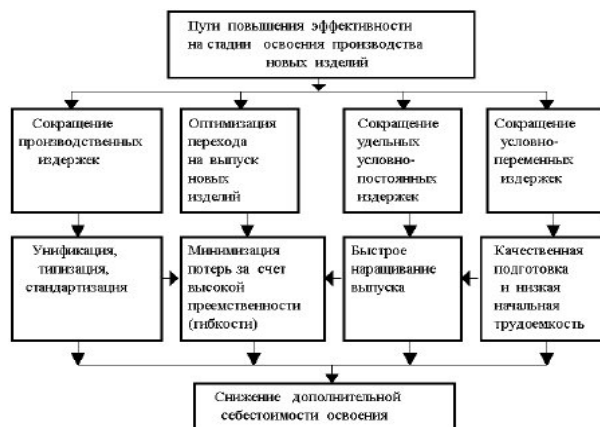 Пути повышения эффективности
на стадии освоения производства
новых изделий
Сокращение
производственных
издержек
Оптимизация
перехода
на выпуск
новых
изделий
Сокращение
удельных
условно-
постоянных
издержек
Сокращение
условно-
переменных
издержек
Унификация,
типизация,
стандартизация
Минимизация
потерь за счет
высокой
преемственности
(гибкости)
Быстрое
наращивание
выпуска
Качественная
подготовка
и низкая
начальная
трудоемкость
Снижение дополнительной
себестоимости освоения